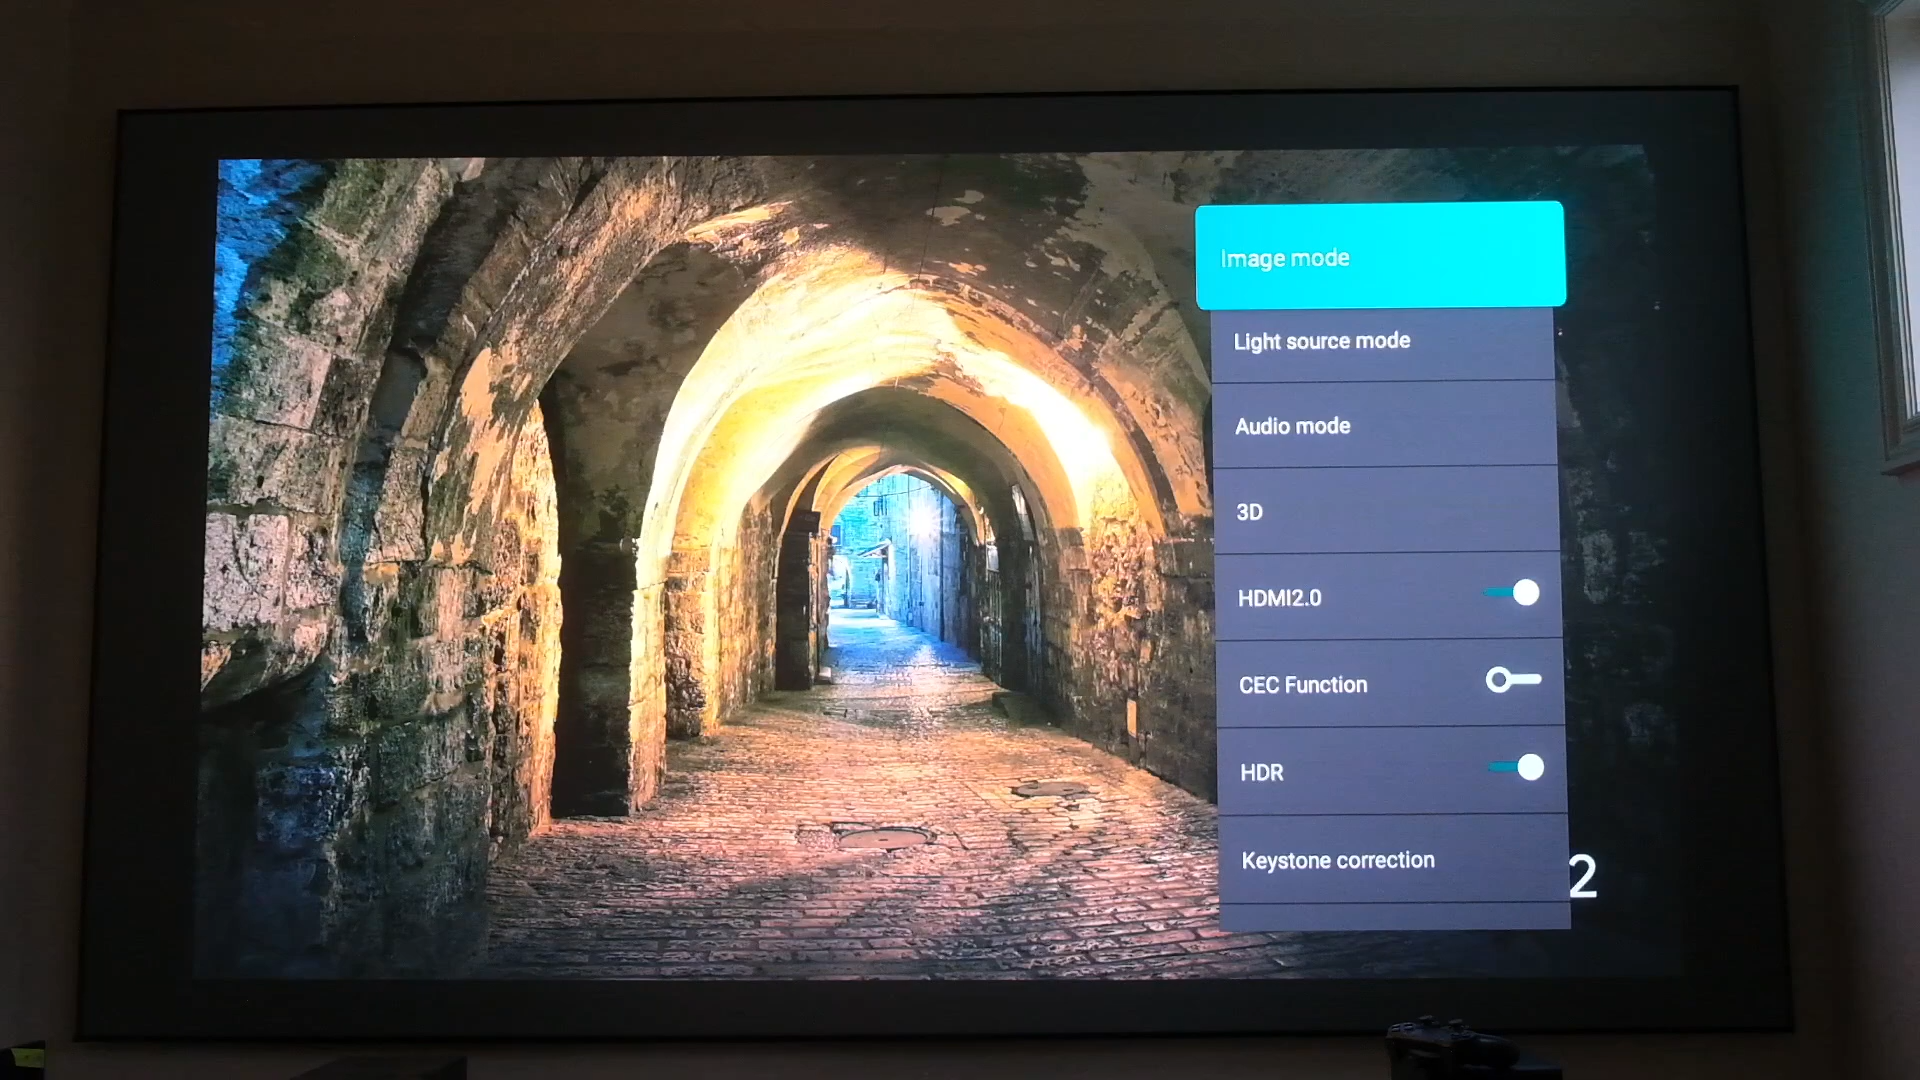 Image mode
Light source mode
Audio mode
3D
HDMI2.0
CEC Function
HDR
Keystone correction
2